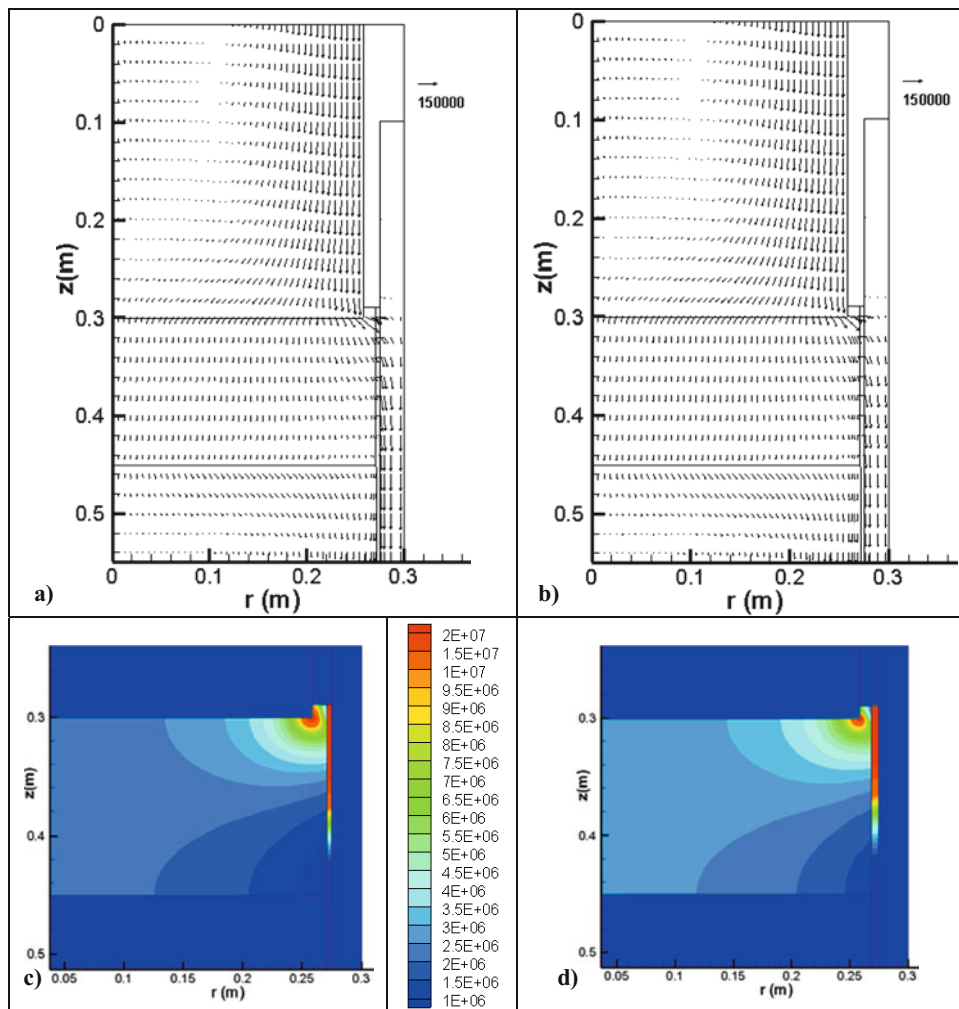 0
0.1
0.2
0.3
0.4
0.5
z(m)
150000
0
0.1
0.2
0.3
r (m)
a)
0
0.1
0.2
0.3
0.4
0.5
z(m)
150000
0
0.1
0.2
0.3
r (m)
b)
0.3
0.4
0.5
z(m)
0.05
0.1
0.15
0.2
0.25
0.3
r (m)
c)
2E+07
1.5E+07
1E+07
9.5E+06
9E+06
8.5E+06
8E+06
7.5E+06
7E+06
6.5E+06
6E+06
5.5E+06
5E+06
4.5E+06
4E+06
3.5E+06
3E+06
2.5E+06
2E+06
1.5E+06
1E+06
0.3
0.4
0.5
z(m)
0.05
0.1
0.15
0.2
0.25
0.3
r (m)
d)